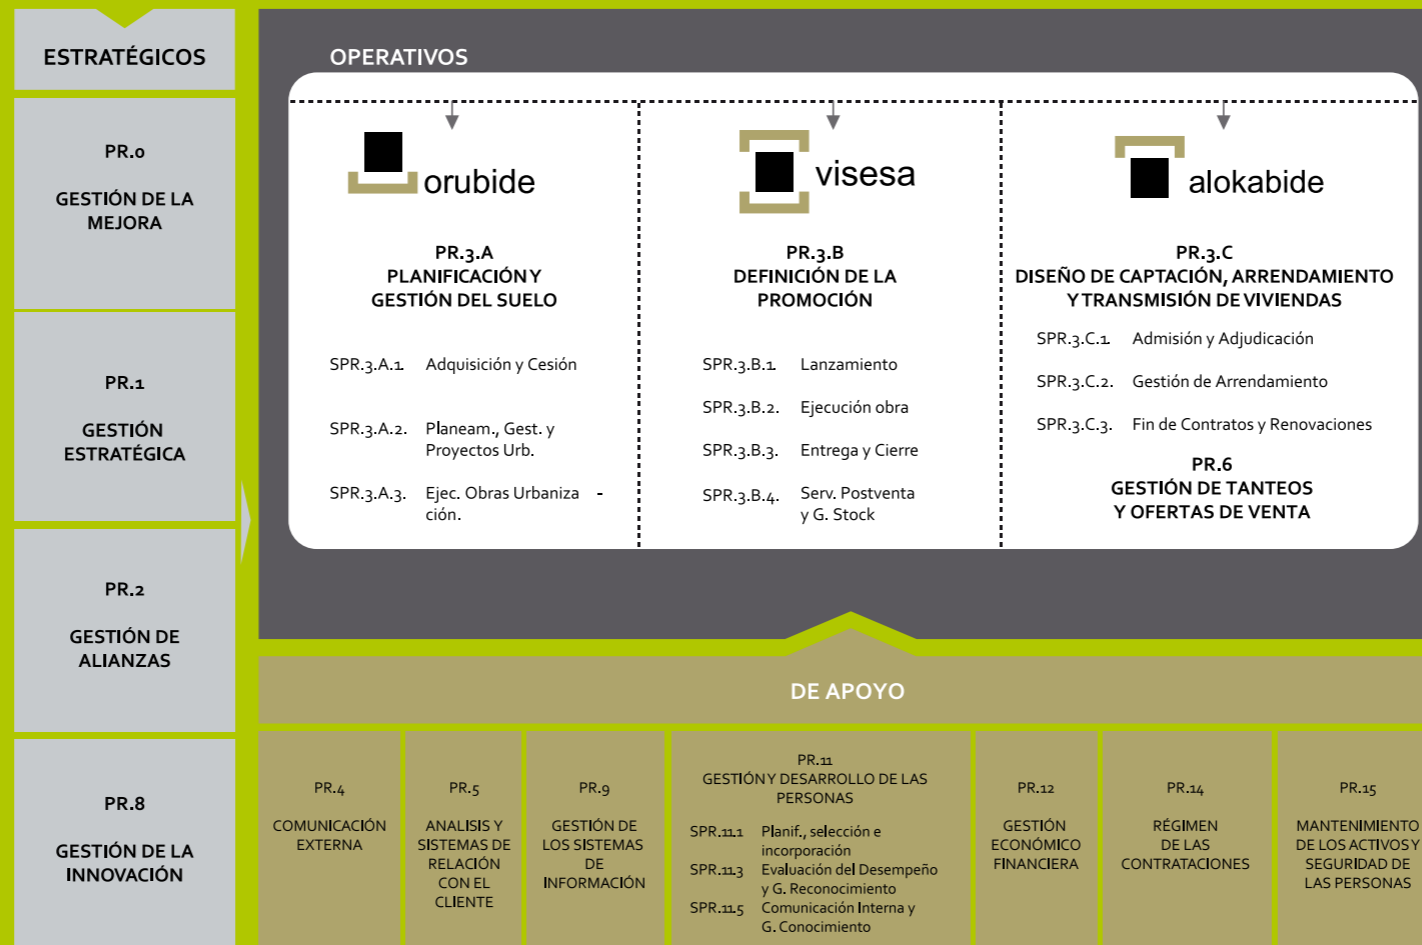 ESTRATÉGICOS
PR.0
GESTIÓN DE LA
MEJORA
PR.1
GESTIÓN
ESTRATÉGICA
PR.2
GESTIÓN DE
ALIANZAS
PR.8
GESTIÓN DE LA
INNOVACIÓN
OPERATIVOS
orubide
PR.3.A
PLANIFICACIÓN Y
GESTIÓN DEL SUELO
SPR.3.A.1. Adquisición y Cesión
SPR.3.A.2. Planeam., Gest. y
Proyectos Urb.
SPR.3.A.3. Ejec. Obras Urbaniza -
ción.
visesa
PR.3.B
DEFINICIÓN DE LA
PROMOCIÓN
SPR.3.B.1. Lanzamiento
SPR.3.B.2. Ejecución obra
SPR.3.B.3. Entrega y Cierre
SPR.3.B.4. Serv. Postventa
y G. Stock
alokabide
PR.3.C
DISEÑO DE CAPTACIÓN, ARRENDAMIENTO
Y TRANSMISIÓN DE VIVIENDAS
SPR.3.C.1. Admisión y Adjudicación
SPR.3.C.2. Gestión de Arrendamiento
SPR.3.C.3. Fin de Contratos y Renovaciones
PR.6
GESTIÓN DE TANTEOS
Y OFERTAS DE VENTA
DE APOYO
PR.4
COMUNICACIÓN
EXTERNA
PR.5
ANALISIS Y
SISTEMAS DE
RELACIÓN
CON EL
CLIENTE
PR.9
GESTIÓN DE
LOS SISTEMAS
DE
INFORMACIÓN
PR.11
GESTIÓN Y DESARROLLO DE LAS
PERSONAS
SPR.11.1 Planif., selección e
incorporación
SPR.11.3 Evaluación del Desempeño
y G. Reconocimiento
SPR.11.5 Comunicación Interna y
G. Conocimiento
PR.12
GESTIÓN
ECONÓMICO
FINANCIERA
PR.14
RÉGIMEN
DE LAS
CONTRATACIONES
PR.15
MANTENIMIENTO
DE LOS ACTIVOS Y
SEGURIDAD DE
LAS PERSONAS